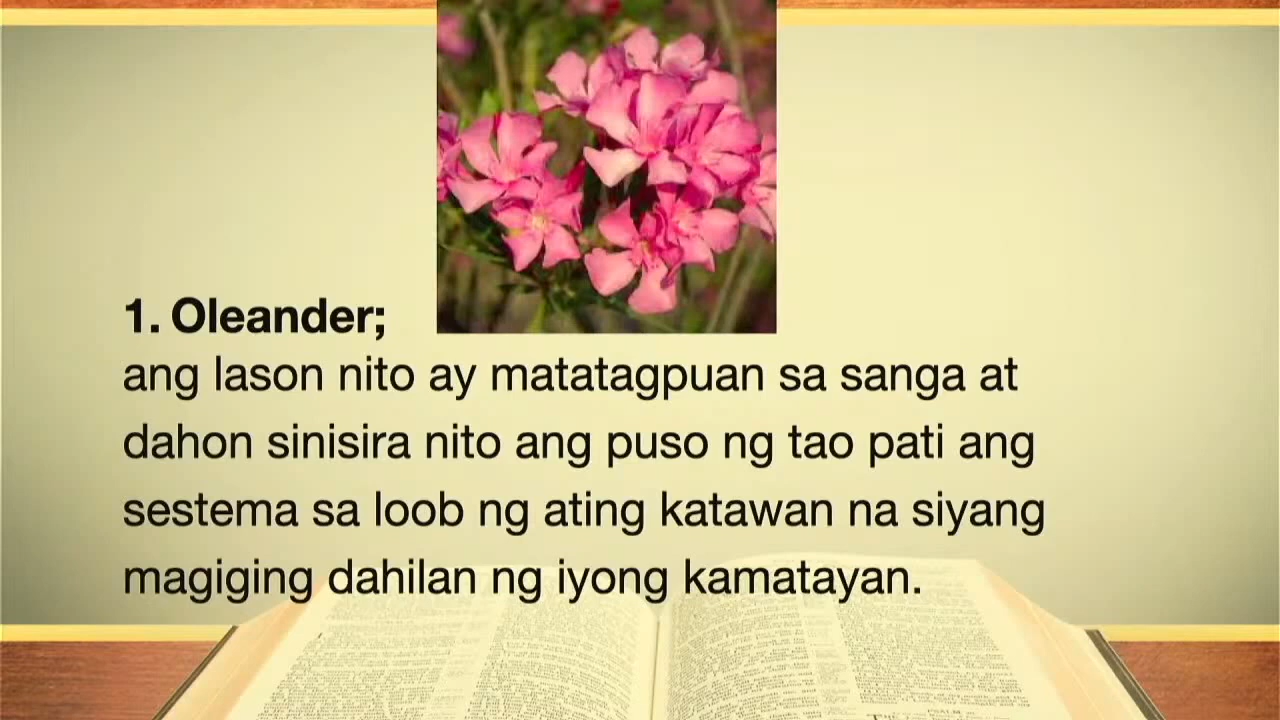 1. Oleander;
ang lason nito ay matatagpuan sa sanga at
dahon sinisira nito ang puso ng tao pati ang
sestema sa loob ng ating katawan na siyang
magiging dahilan ng iyong kamatayan.